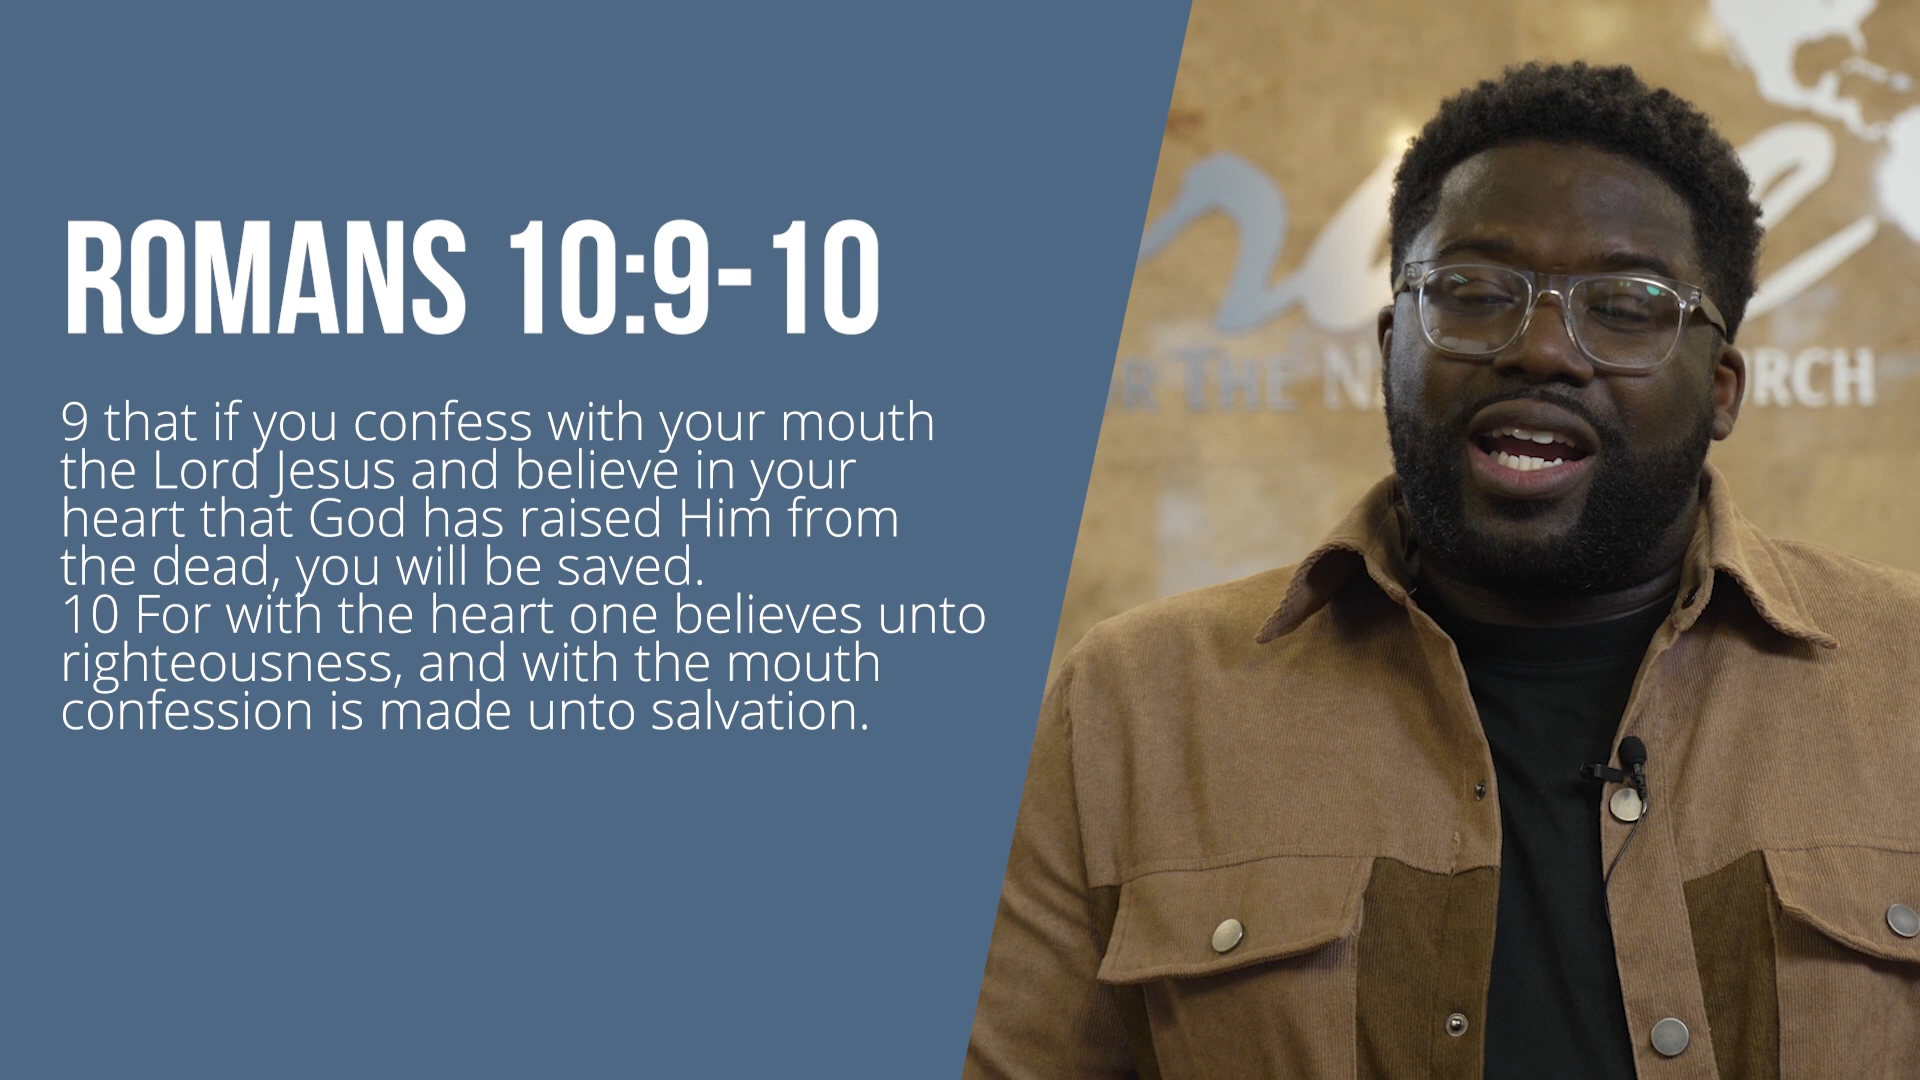 ROMANS 10:9-10
9 that if you confess with your mouth
the Lord Jesus and believe in your
heart that God has raised Him from
the dead, you will be saved.
10 For with the heart one believes unto
righteousness, and with the mouth
confession is made unto salvation.
THE